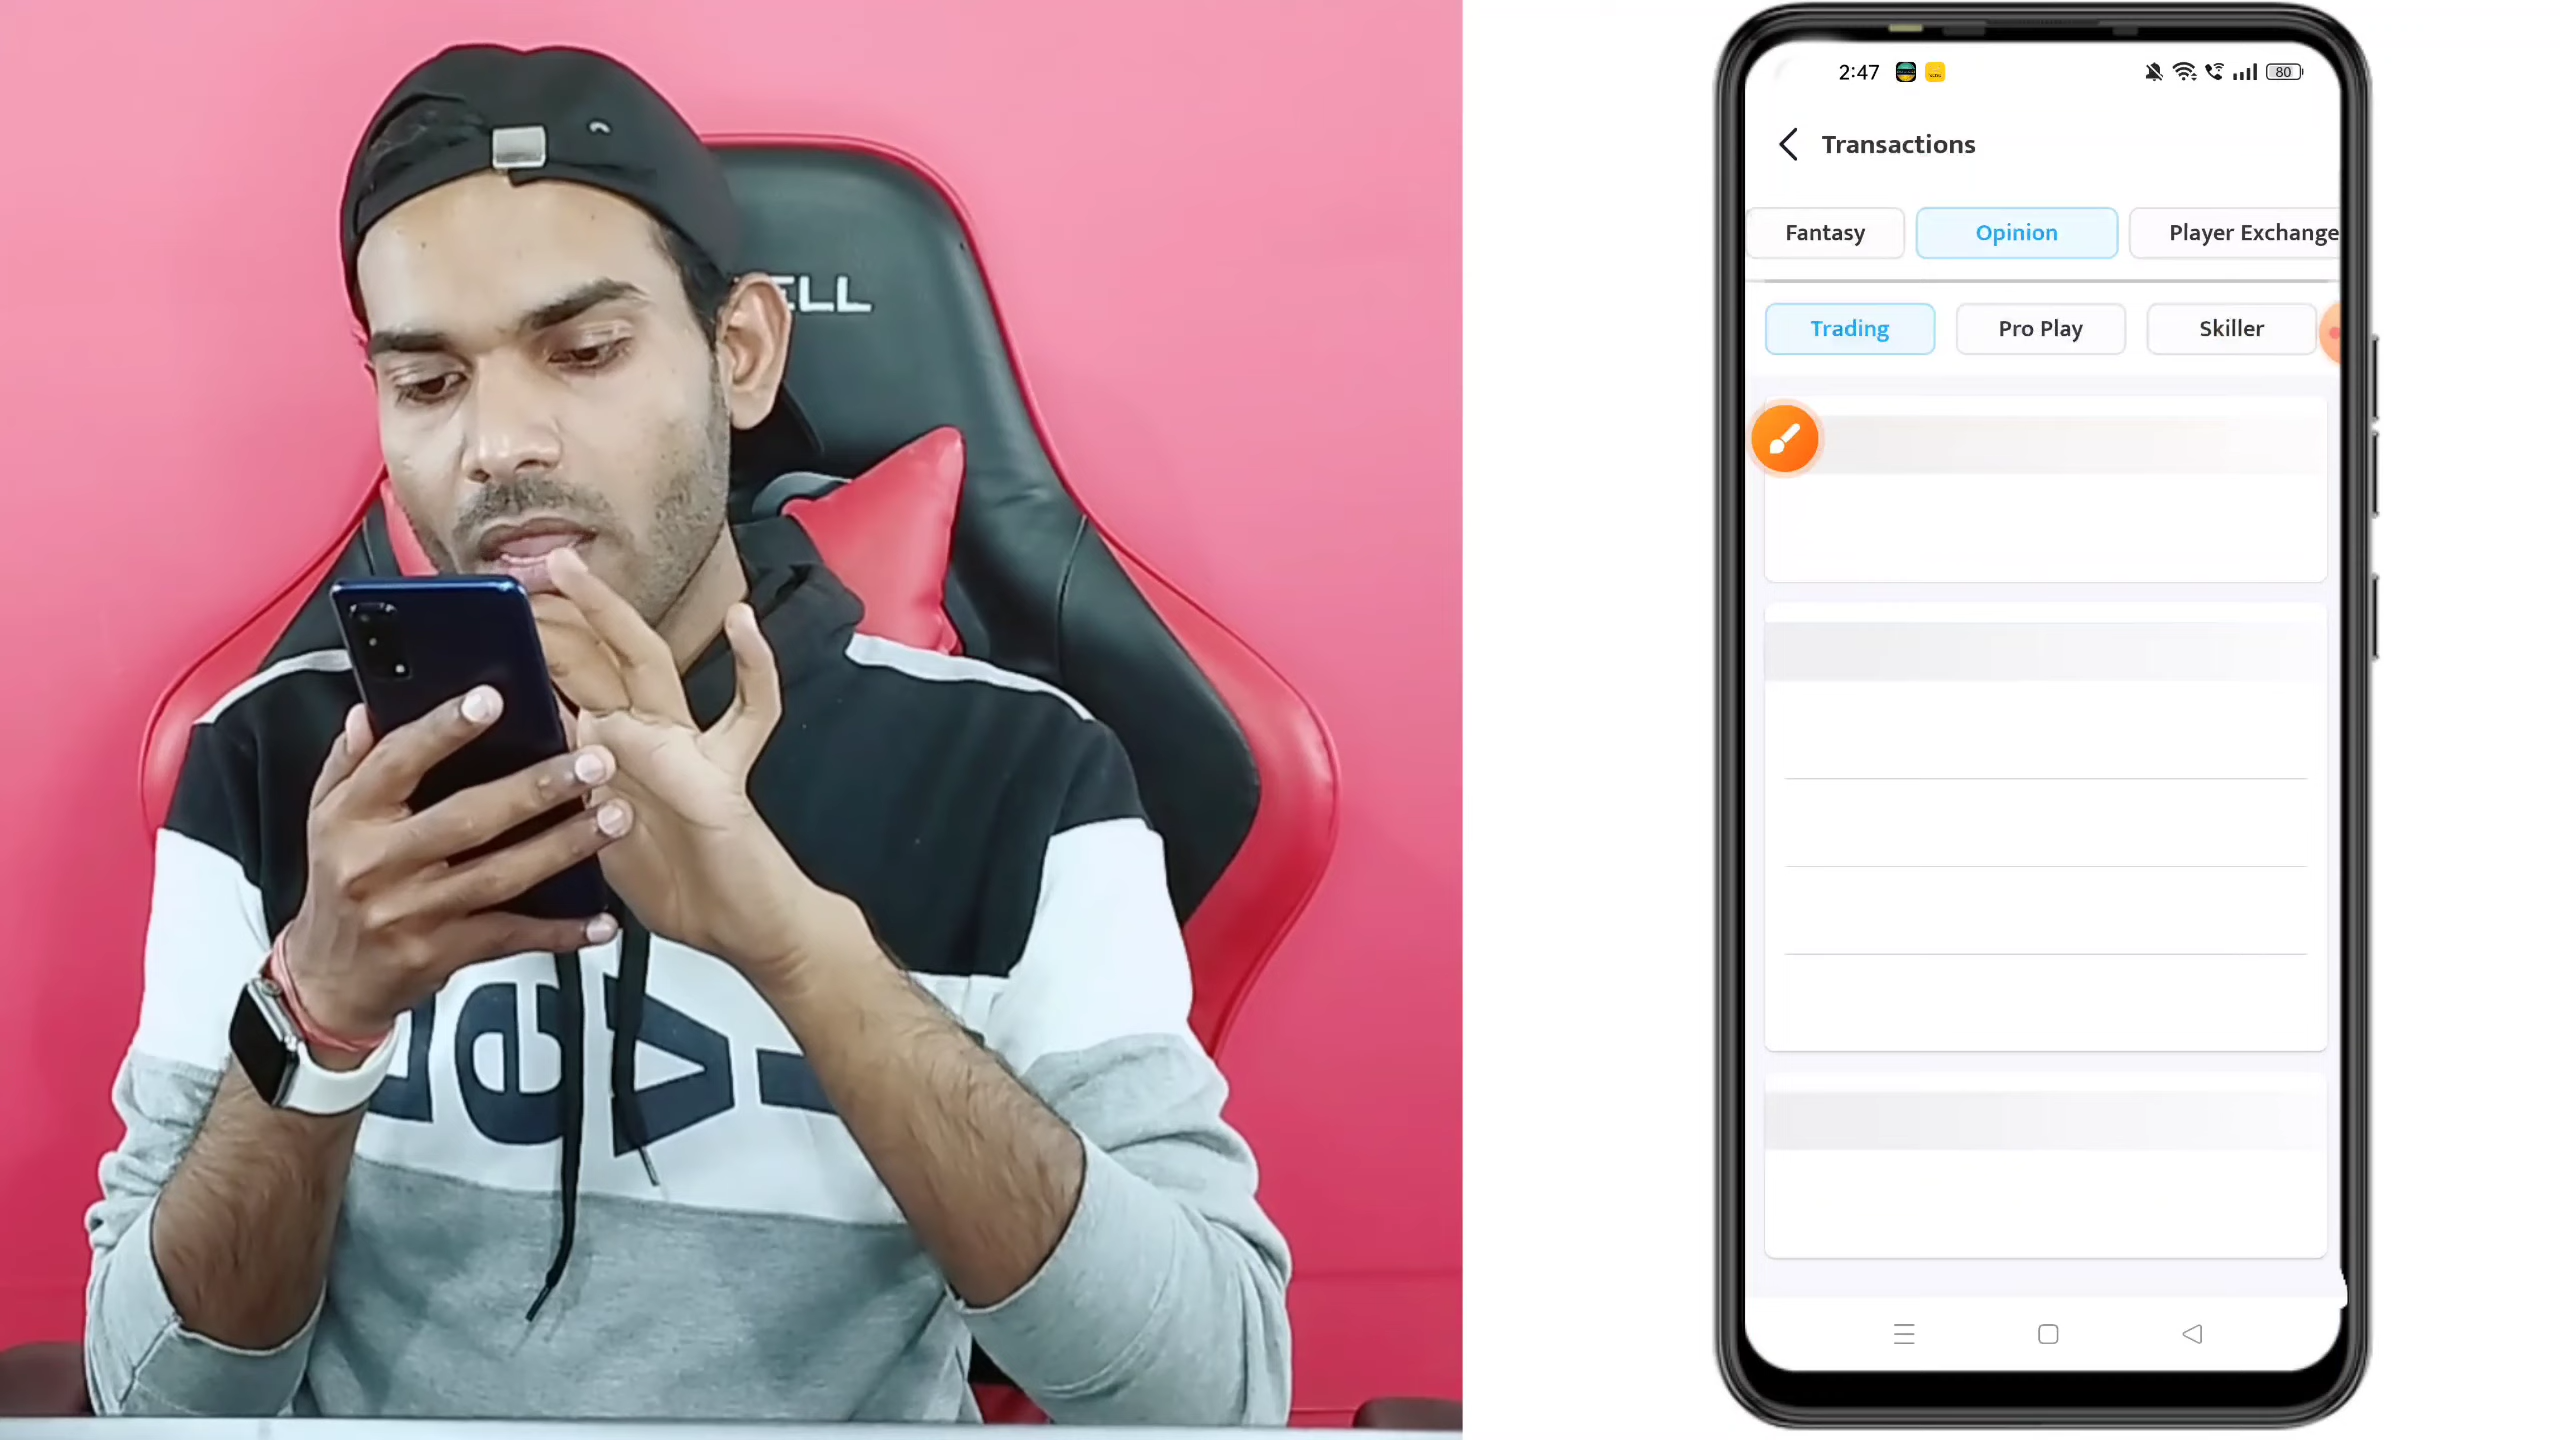 ELL
2:47
80
Transactions
Fantasy
Opinion
Player Exchange
Trading
Pro Play
Skiller